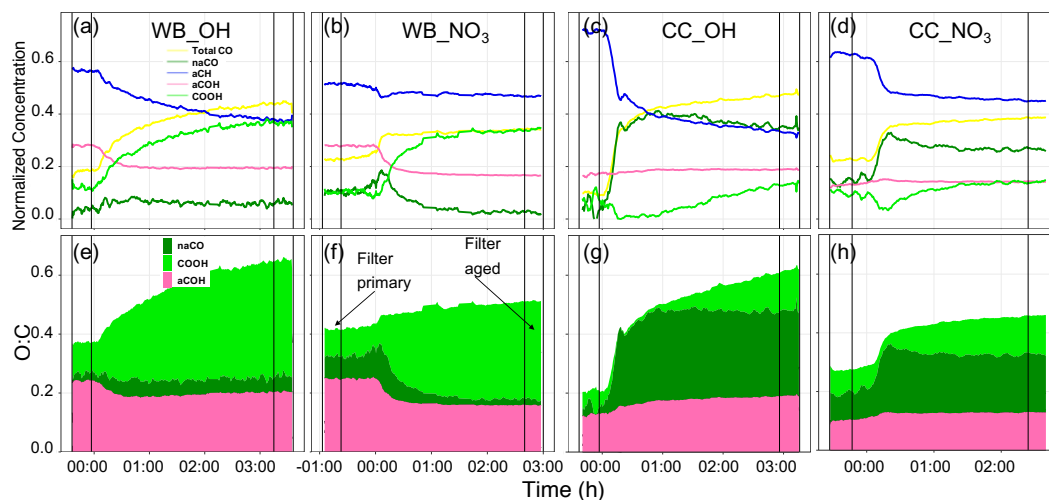 (a) WB_OH
(b) WB_NO₃
(c) CC_OH
(d) CC_NO₃
Total CO
naCO
aCH
aCOH
COOH
Normalized Concentration
0.6
0.4
0.2
0.0
(e)
(f)
(g)
(h)
naCO
COOH
aCOH
Filter
primary
Filter
aged
O:C
0.6
0.4
0.2
0.0
00:00 01:00 02:00 03:00
-01:00 00:00 01:00 02:00 03:00
00:00 01:00 02:00 03:00
00:00 01:00 02:00
Time (h)